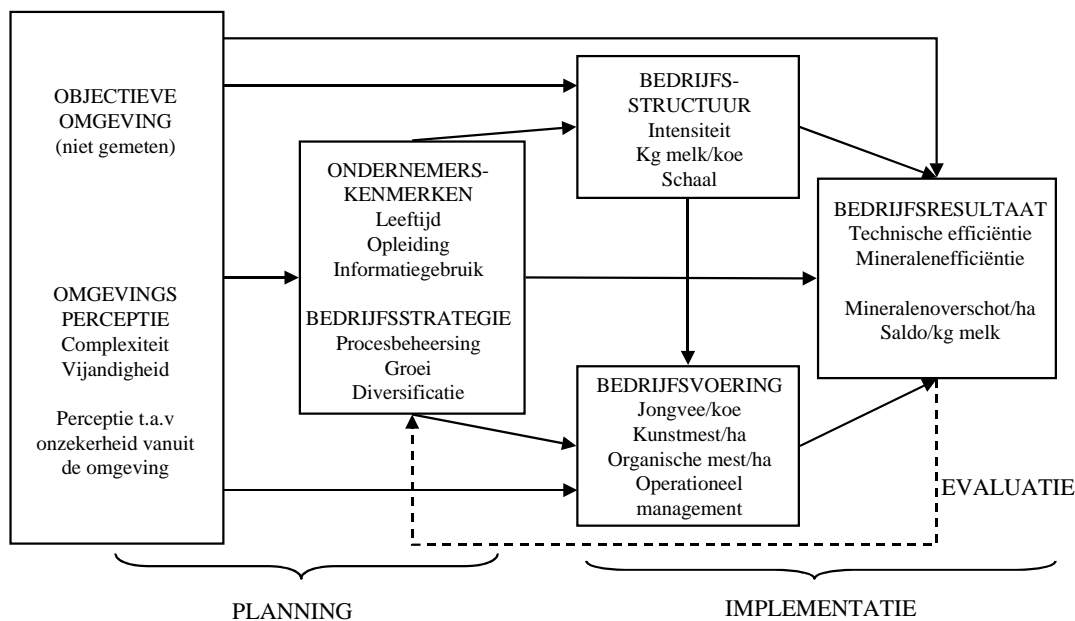 OBJECTIEVE
OMGEVING
(niet gemeten)
OMGEVINGS
PERCEPTIE
Complexiteit
Vijandigheid
Perceptie t.a.v
onzekerheid vanuit
de omgeving
ONDERNEMERS-
KENMERKEN
Leeftijd
Opleiding
Informatiegebruik
BEDRIJFSSTRATEGIE
Procesbeheersing
Groei
Diversificatie
BEDRIJFS-
STRUCTUUR
Intensiteit
Kg melk/koe
Schaal
BEDRIJFSVOERING
Jongvee/koe
Kunstmest/ha
Organische mest/ha
Operationeel
management
BEDRIJFSRESULTAAT
Technische efficiëntie
Mineralenefficiëntie
Mineralenoverschot/ha
Saldo/kg melk
EVALUATIE
PLANNING
IMPLEMENTATIE